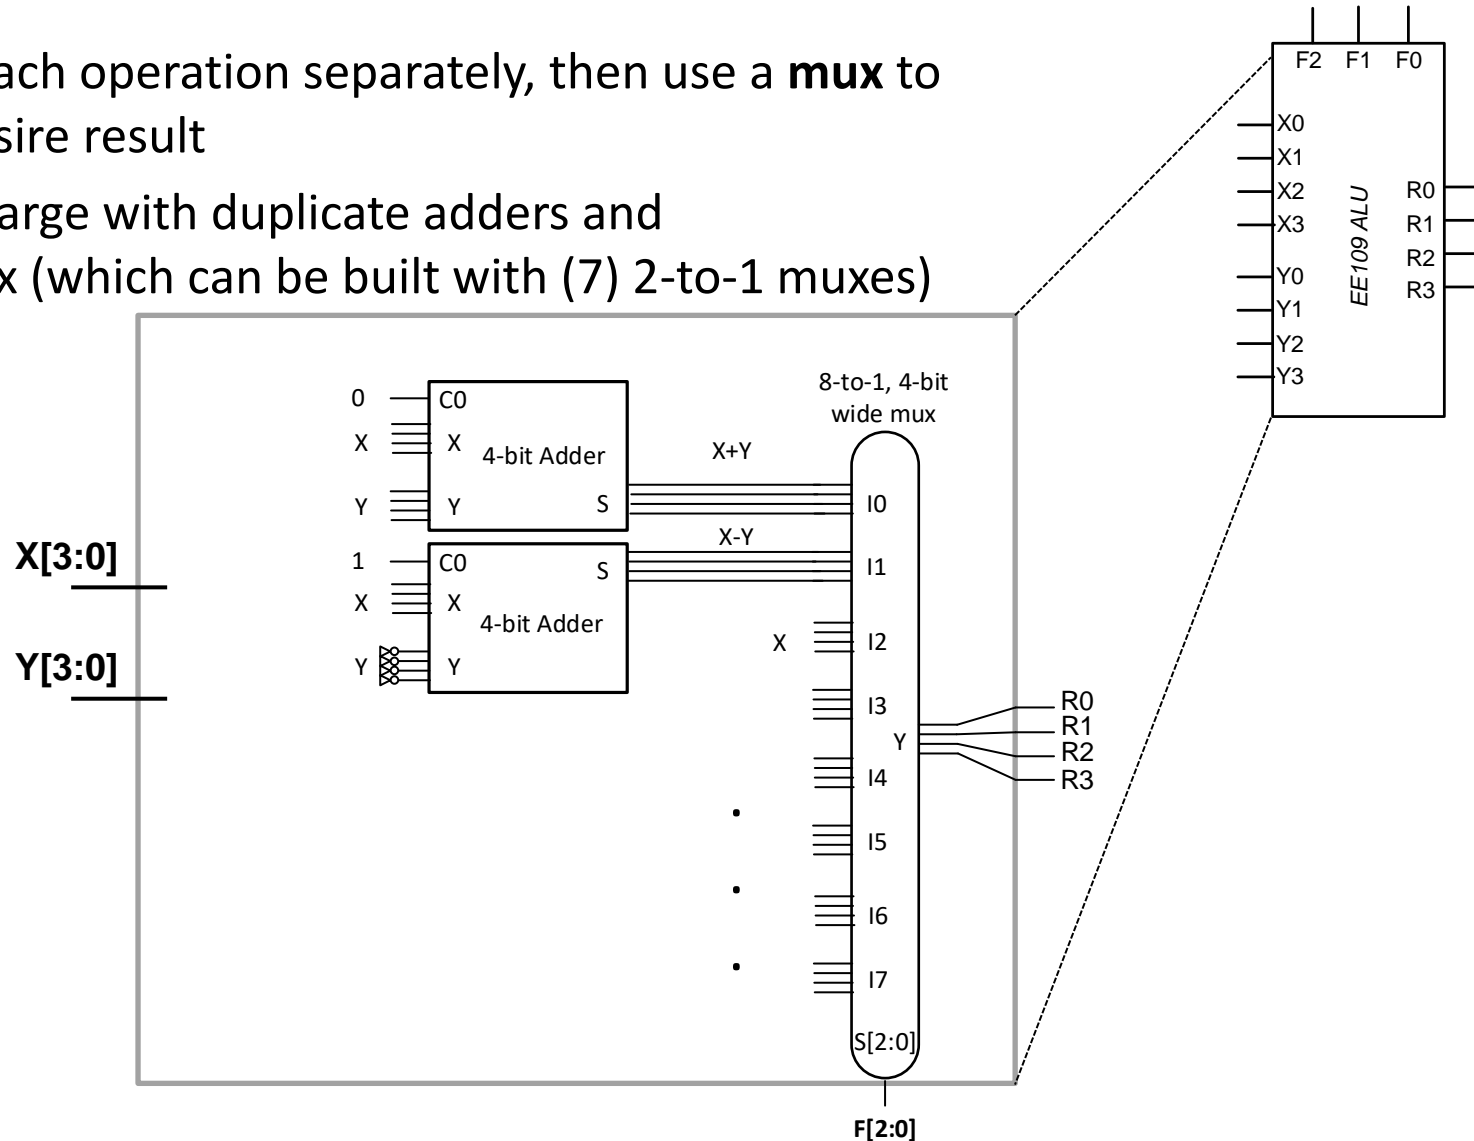 ach operation separately, then use a mux to
sire result
arge with duplicate adders and
x (which can be built with (7) 2-to-1 muxes)
F2 F1 F0
X0
X1
X2
X3
Y0
Y1
Y2
Y3
EE109 ALU
R0
R1
R2
R3
8-to-1, 4-bit
wide mux
0 C0
X X
4-bit Adder
Y Y S
X+Y
I0
X-Y
1 C0
S
I1
X X
4-bit Adder
Y Y
X[3:0]
Y[3:0]
X I2
I3
Y
I4
I5
I6
I7
S[2:0]
R0
R1
R2
R3
F[2:0]